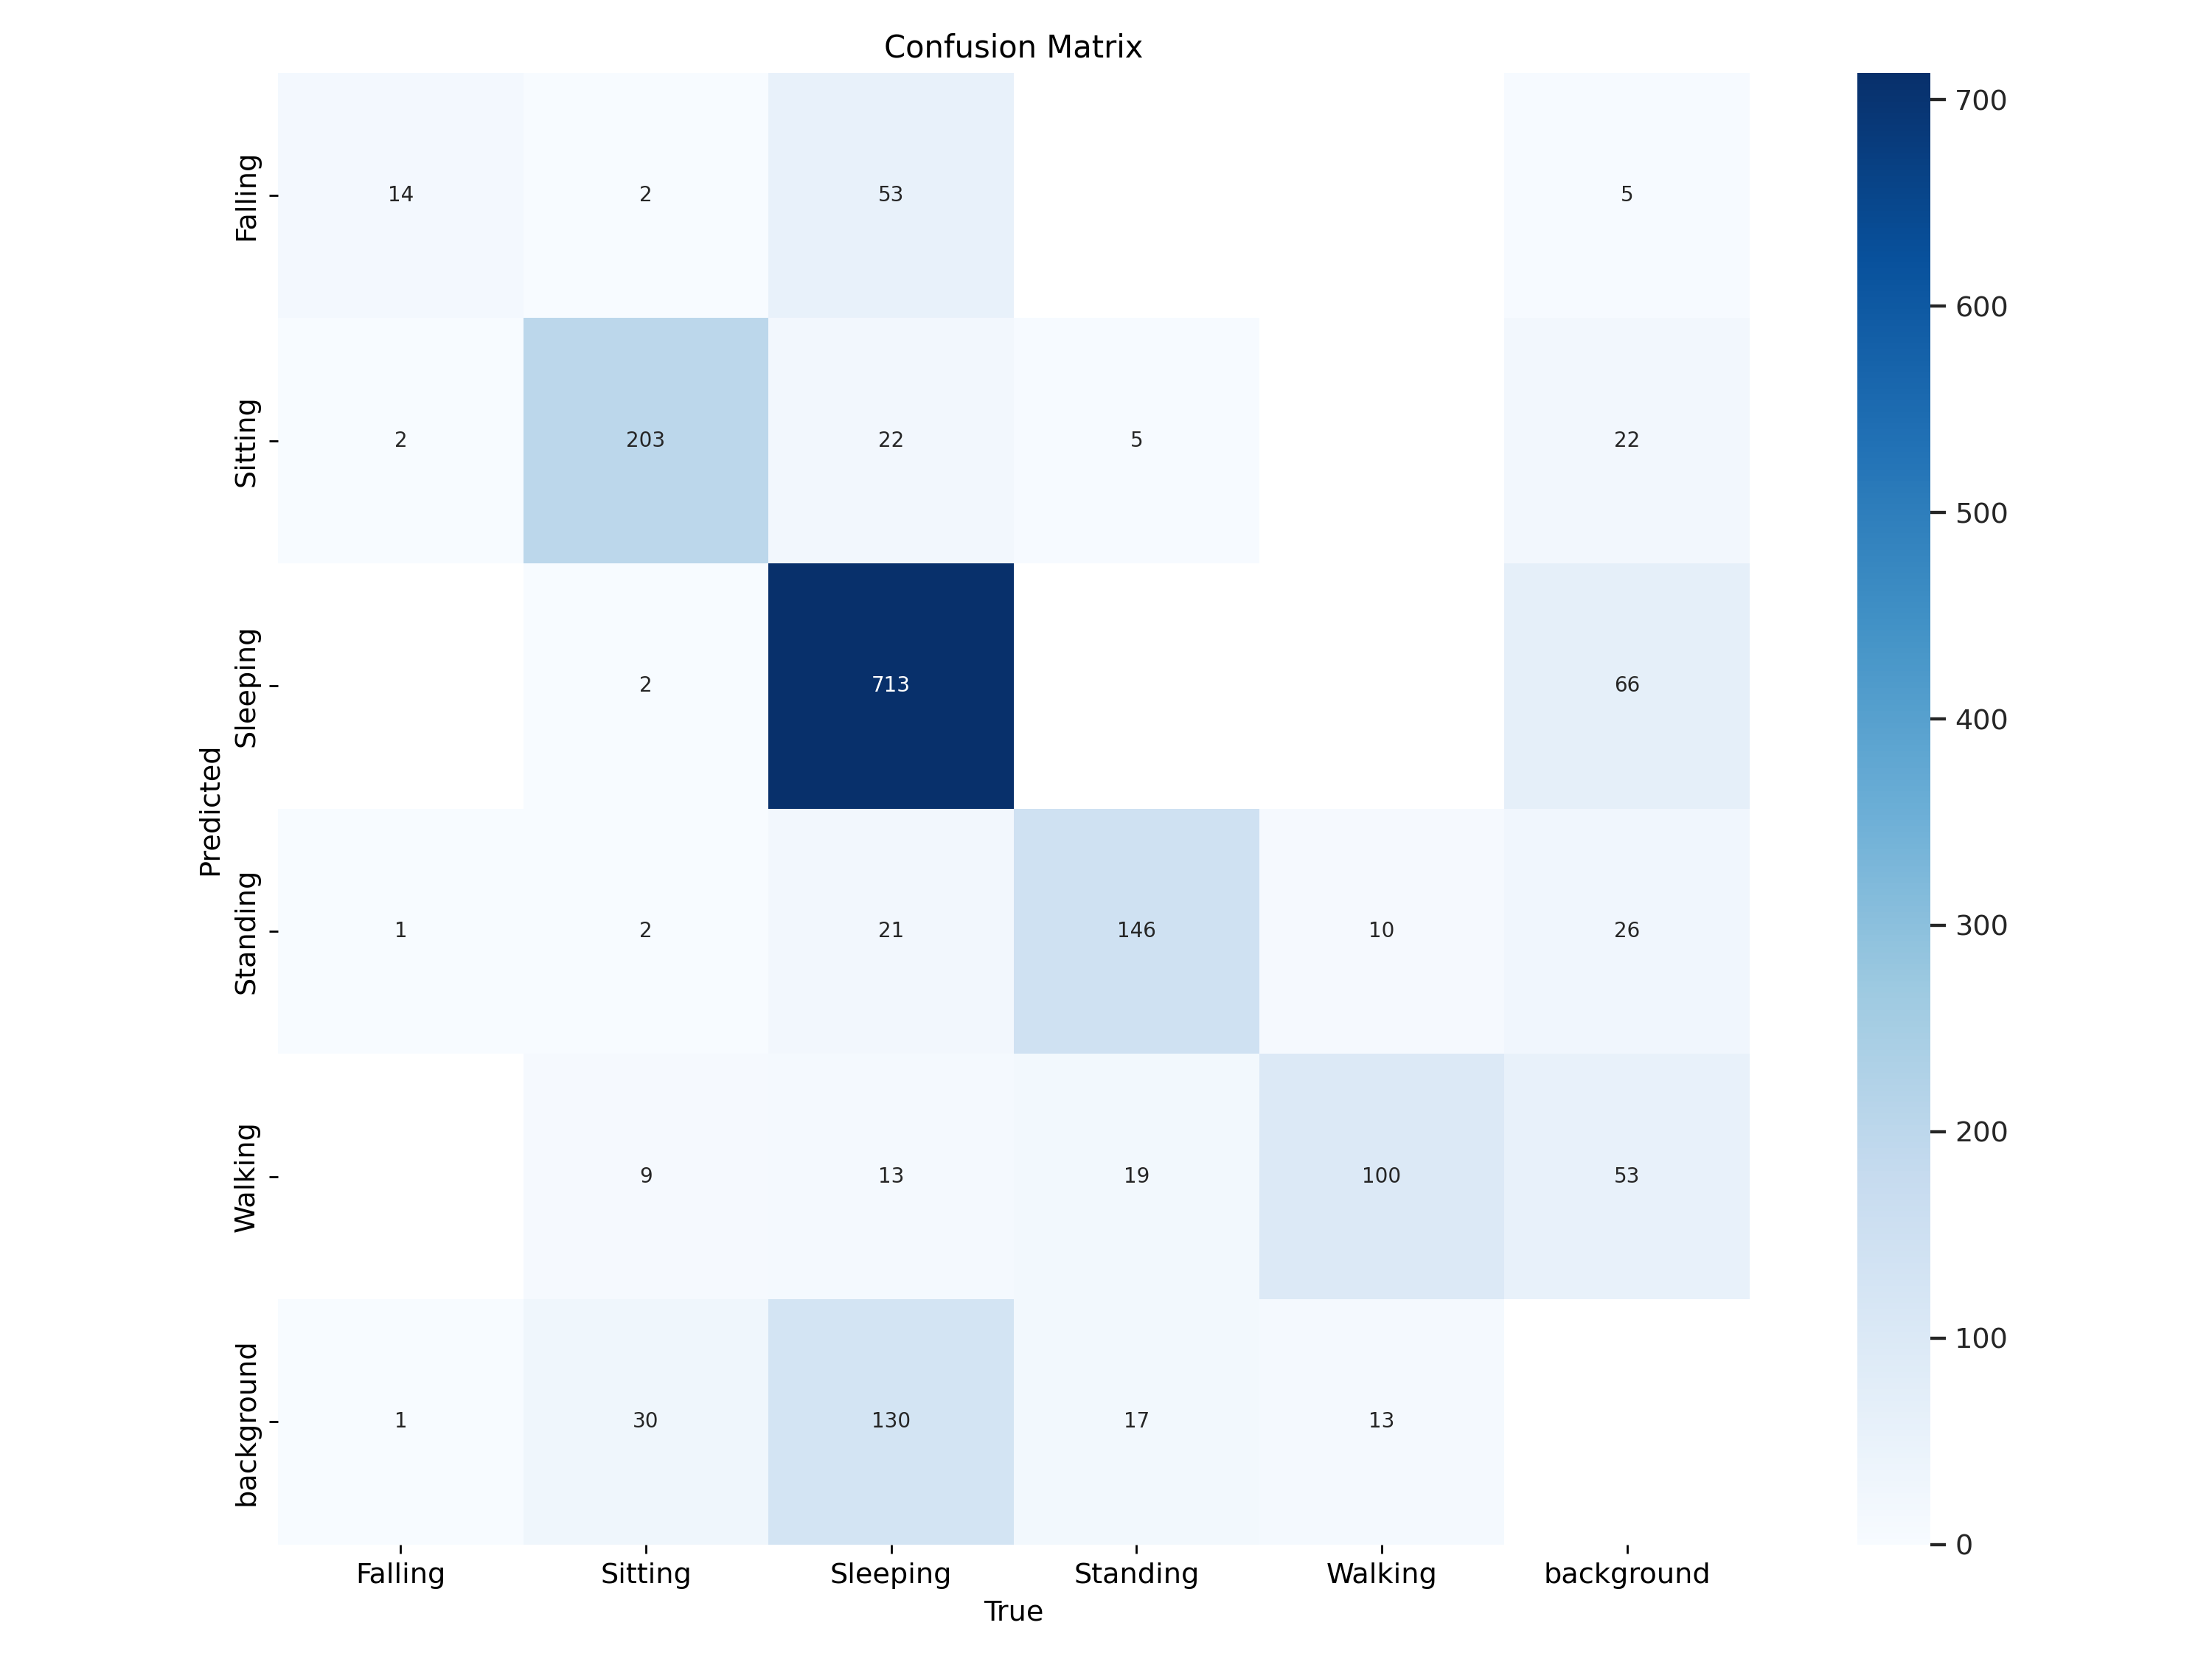 Confusion Matrix
Falling
14 2 53 5
Sitting
2 203 22 5 22
Sleeping
2 713 66
Standing
1 2 21 146 10 26
Walking
9 13 19 100 53
background
1 30 130 17 13
Predicted
Falling Sitting Sleeping Standing Walking background
True
700
600
500
400
300
200
100
0